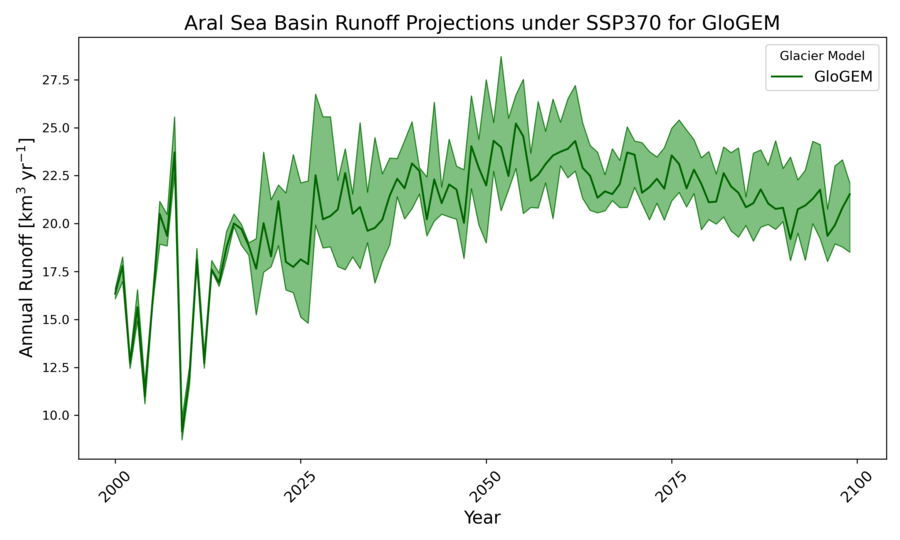 Aral Sea Basin Runoff Projections under SSP370 for GloGEM
Glacier Model
GloGEM
Annual Runoff [km³ yr⁻¹]
27.5
25.0
22.5
20.0
17.5
15.0
12.5
10.0
2000
2025
2050
2075
2100
Year